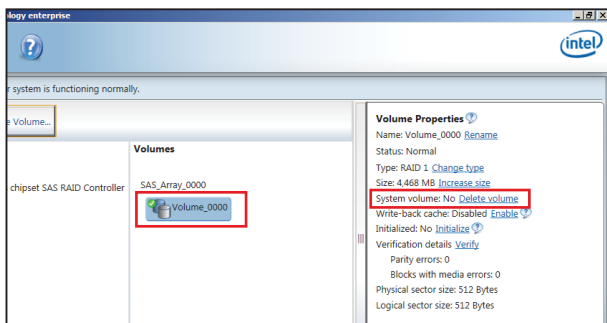 ology enterprise
?
intel
r system is functioning normally.
e Volume...
Volumes
chipset SAS RAID Controller
SAS_Array_0000
Volume_0000
Volume Properties
Name: Volume_0000 Rename
Status: Normal
Type: RAID 1 Change type
Size: 4,468 MB Increase size
System volume: No Delete volume
Write-back cache: Disabled Enable
Initialized: No Initialize
Verification details Verify
Parity errors: 0
Blocks with media errors: 0
Physical sector size: 512 Bytes
Logical sector size: 512 Bytes